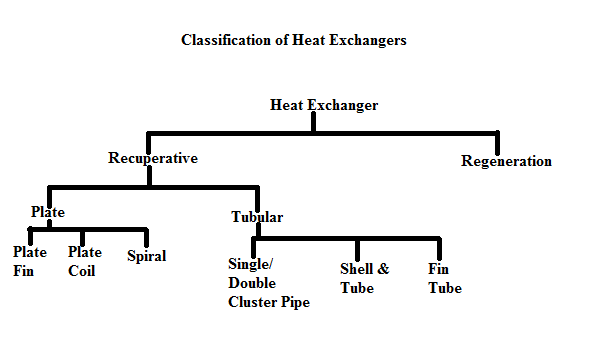 Classification of Heat Exchangers
Heat Exchanger
Recuperative
Regeneration
Plate
Tubular
Plate
Fin
Plate
Coil
Spiral
Single/
Double
Cluster Pipe
Shell &
Tube
Fin
Tube